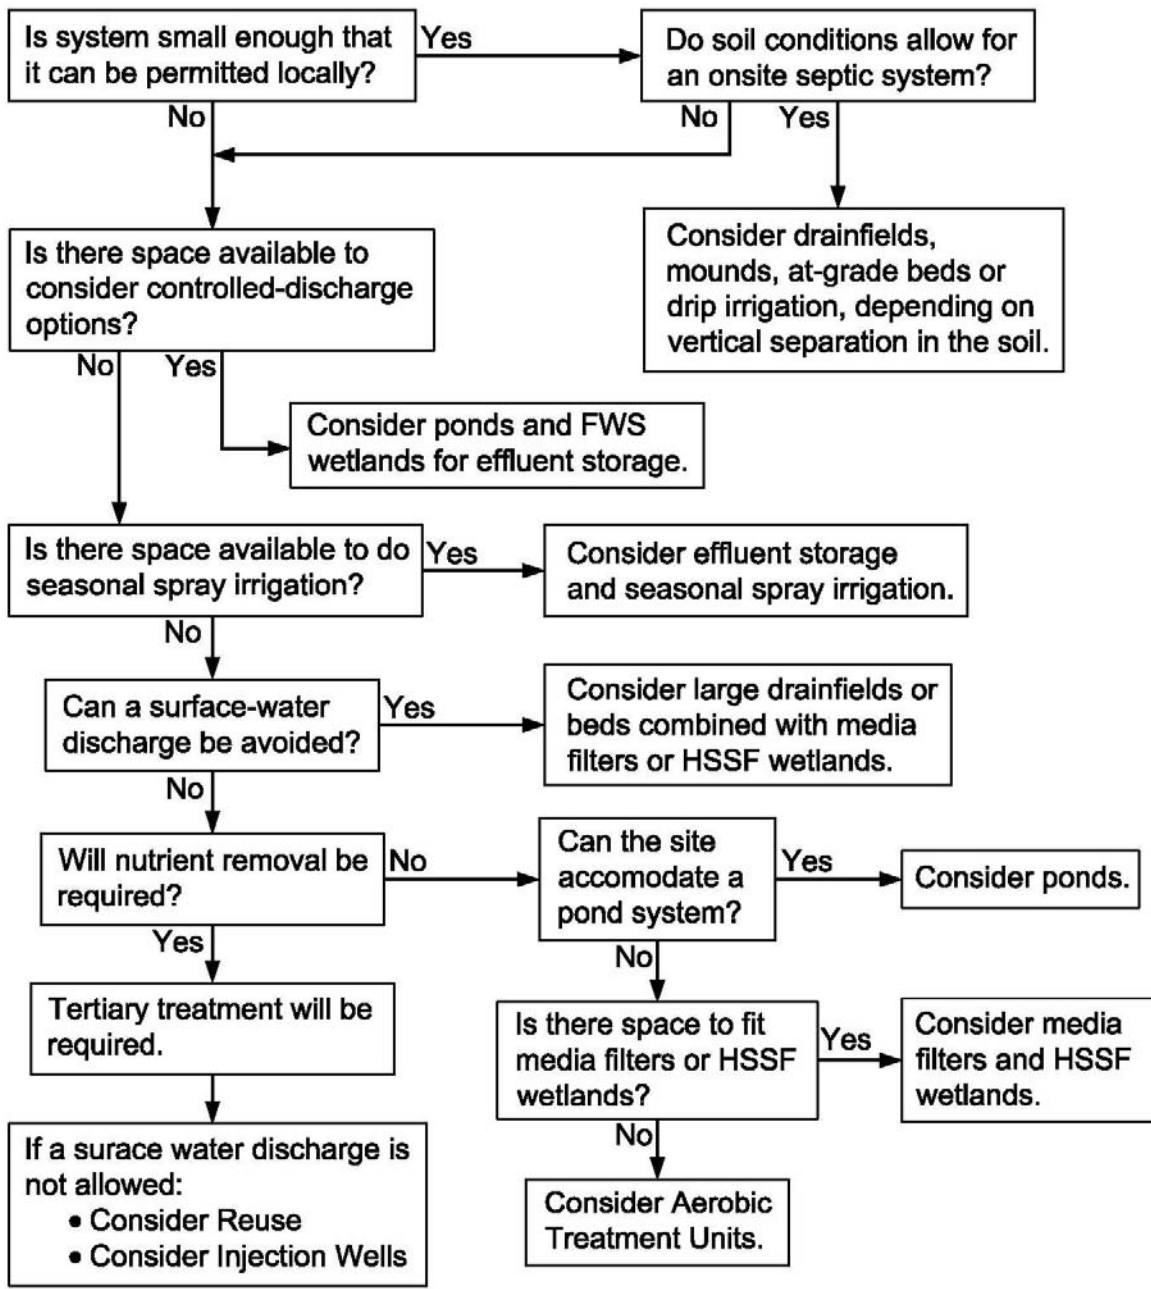 Is system small enough that
it can be permitted locally?
Yes
Do soil conditions allow for
an onsite septic system?
No
No
Yes
Is there space available to
consider controlled-discharge
options?
Consider drainfields,
mounds, at-grade beds or
drip irrigation, depending on
vertical separation in the soil.
No
Yes
Consider ponds and FWS
wetlands for effluent storage.
Is there space available to do
seasonal spray irrigation?
Yes
Consider effluent storage
and seasonal spray irrigation.
No
Can a surface-water
discharge be avoided?
Yes
Consider large drainfields or
beds combined with media
filters or HSSF wetlands.
No
Will nutrient removal be
required?
No
Can the site
accomodate a
pond system?
Yes
Consider ponds.
Yes
No
Tertiary treatment will be
required.
Is there space to fit
media filters or HSSF
wetlands?
Yes
Consider media
filters and HSSF
wetlands.
No
If a surace water discharge is
not allowed:
• Consider Reuse
• Consider Injection Wells
Consider Aerobic
Treatment Units.